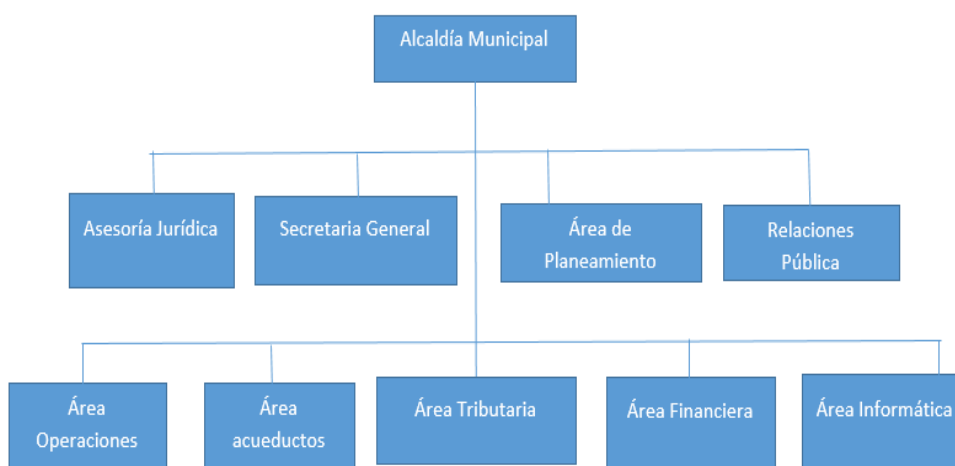 Alcaldía Municipal
Asesoría Jurídica
Secretaria General
Área de
Planeamiento
Relaciones
Pública
Área
Operaciones
Área
acueductos
Área Tributaria
Área Financiera
Área Informática